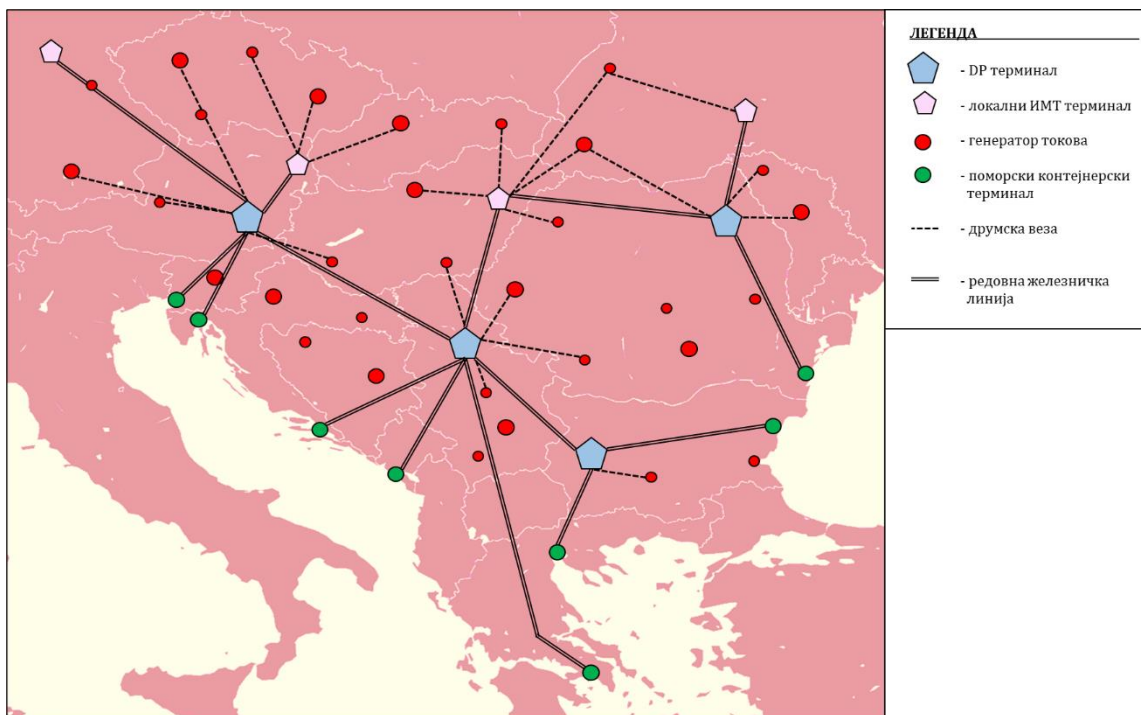 ЛЕГЕНДА
- DP терминал
- локални ИМТ терминал
- генератор токова
- поморски контејнерски
терминал
- друмска веза
- редовна железничка
линија